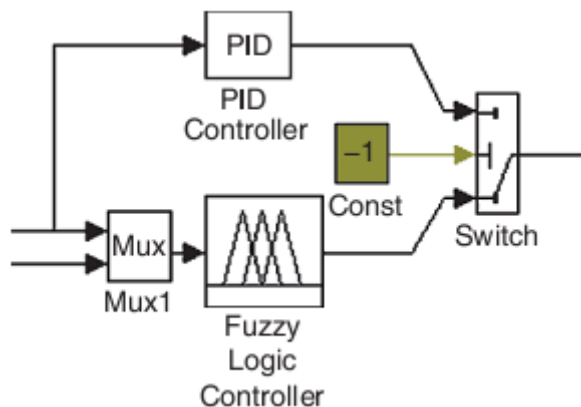 PID
PID
Controller
−1
Const
Switch
Mux
Mux1
Fuzzy
Logic
Controller